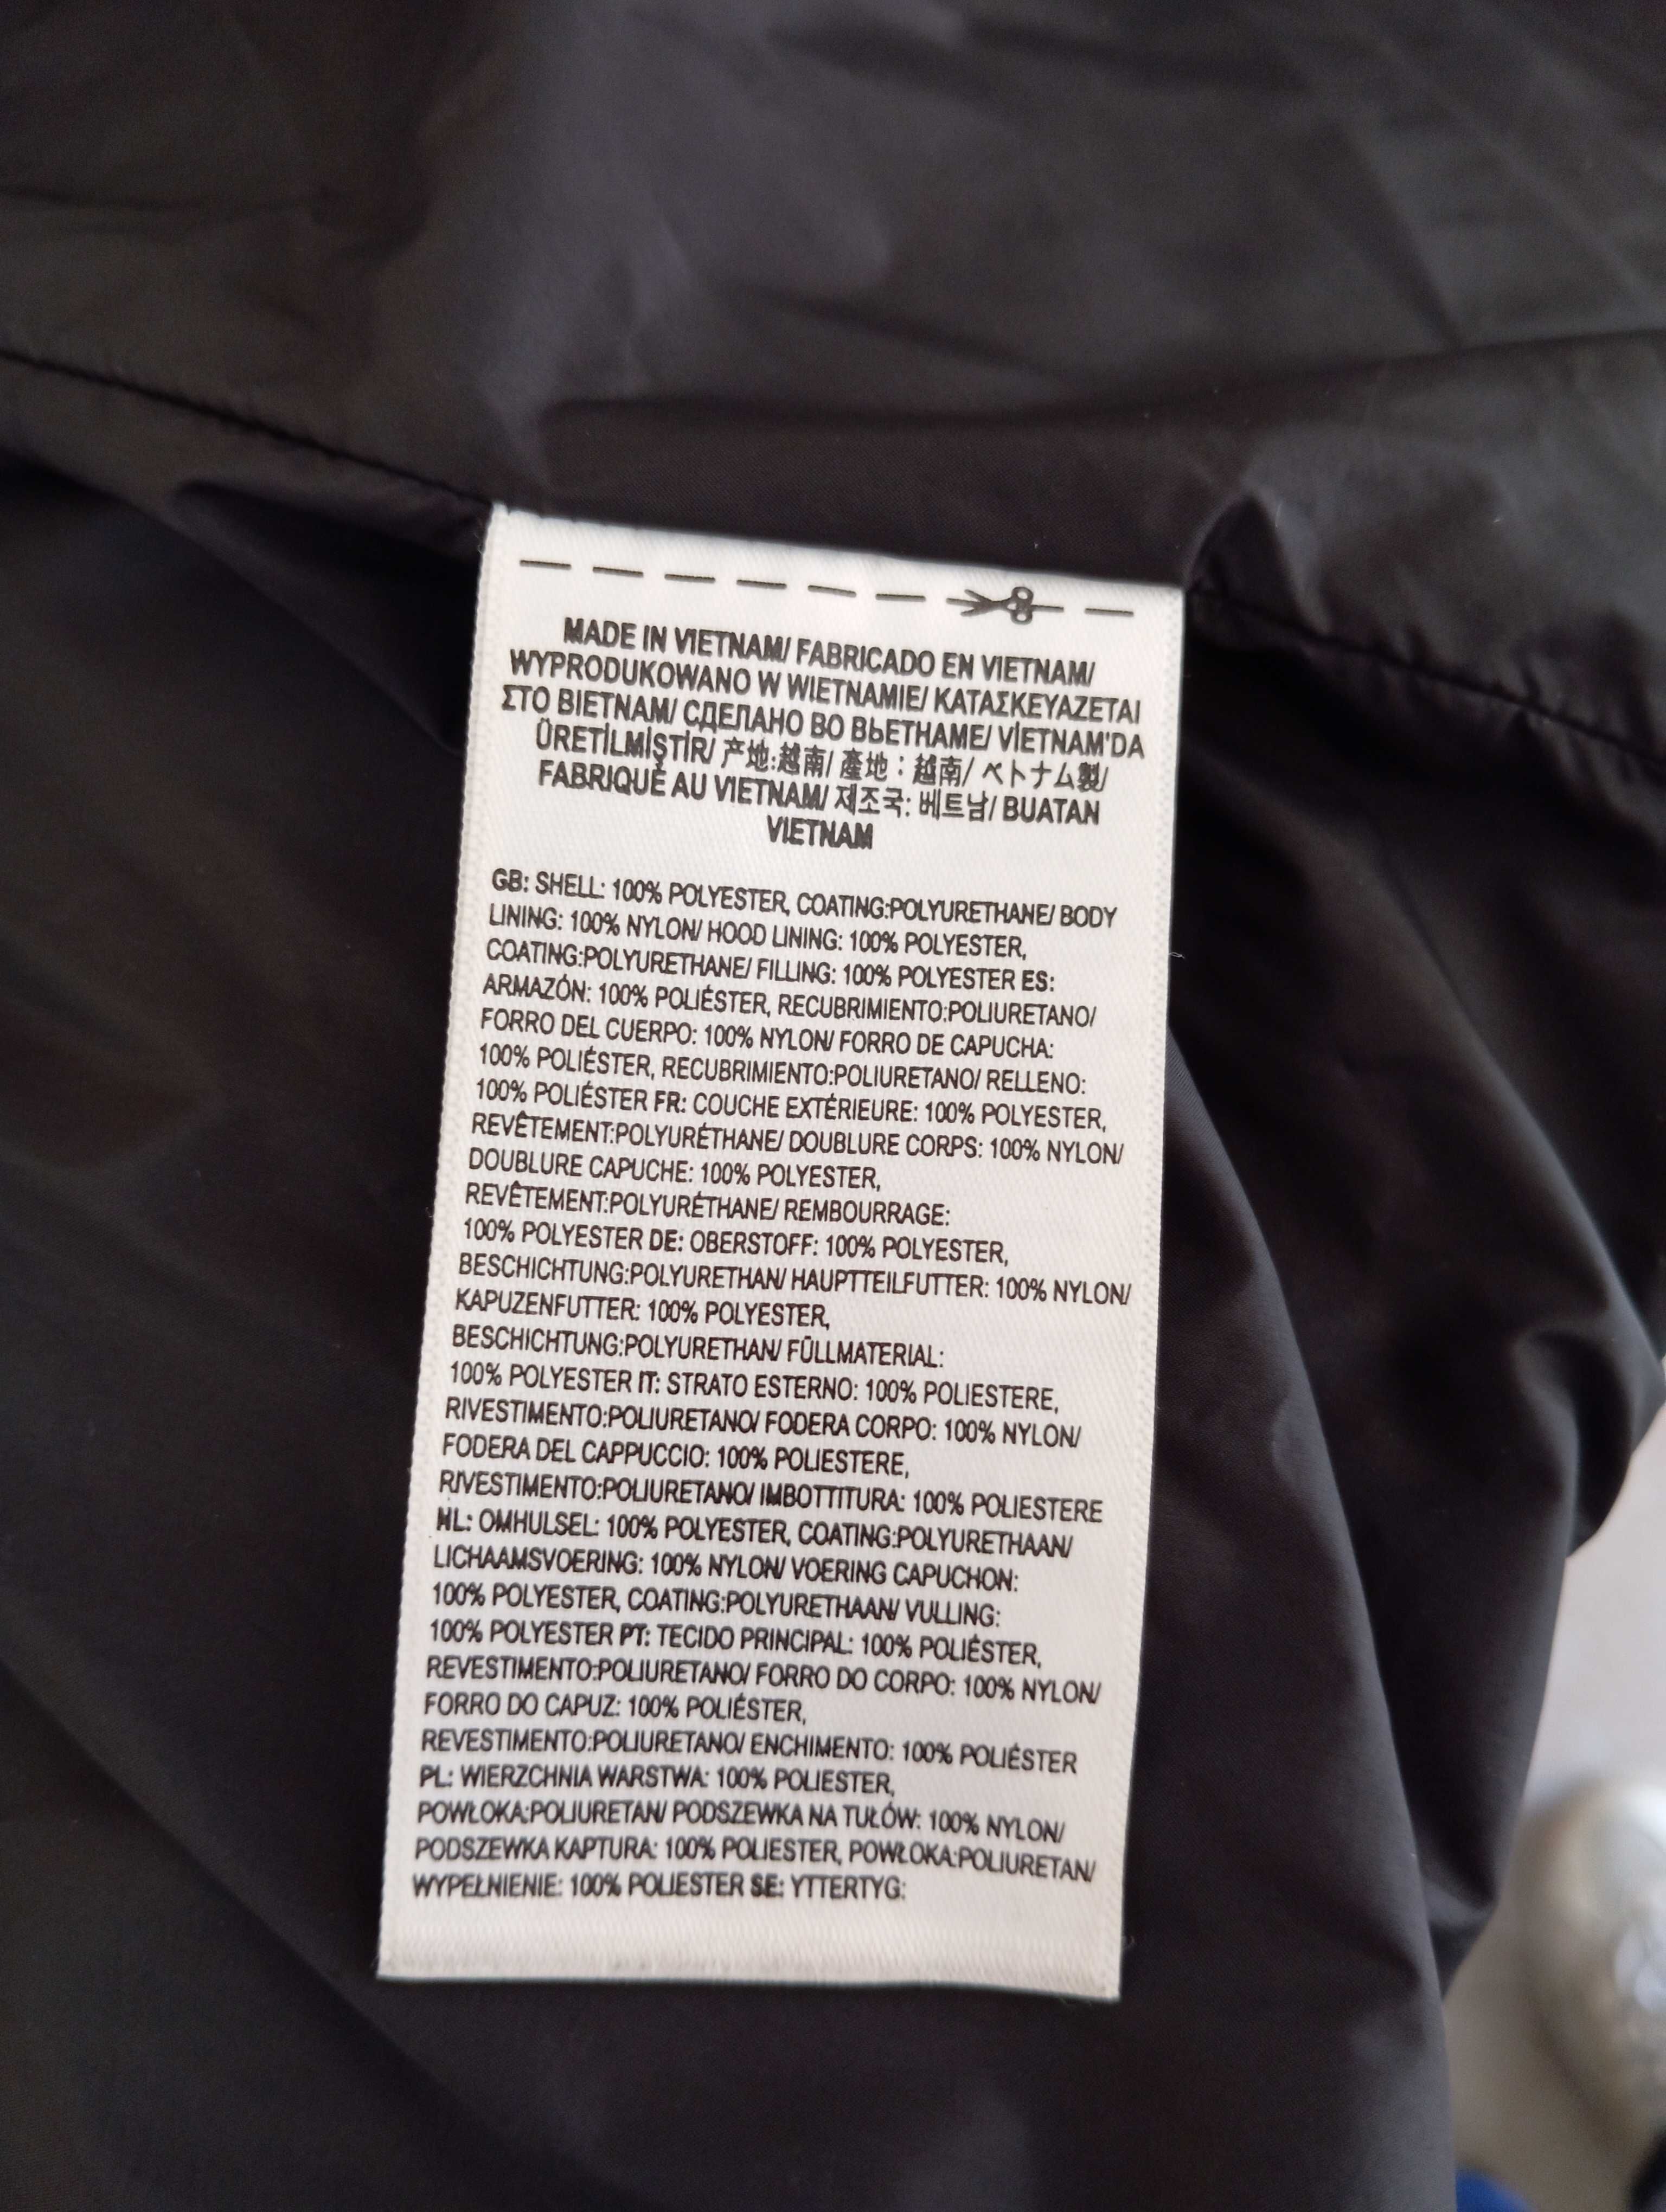 MADE IN VIETNAM/ FABRICADO EN VIETNAM/
WYPRODUKOWANO W WIETNAMIE/ ΚΑΤΑΣΚΕΥΑΖΕΤΑΙ
ΣΤΟ ΒΙΕΤΝΑΜ/ СДЕЛАНО ВО ВЬЕТНАМЕ/ VİETNAM'DA
ÜRETİLMİŞTİR/ 产地:越南/ 產地：越南/ ベトナム製/
FABRIQUÉ AU VIETNAM/ 제조국: 베트남/ BUATAN
VIETNAM
GB: SHELL: 100% POLYESTER, COATING:POLYURETHANE/ BODY
LINING: 100% NYLON/ HOOD LINING: 100% POLYESTER,
COATING:POLYURETHANE/ FILLING: 100% POLYESTER ES:
ARMAZÓN: 100% POLIÉSTER, RECUBRIMIENTO:POLIURETANO/
FORRO DEL CUERPO: 100% NYLON/ FORRO DE CAPUCHA:
100% POLIÉSTER, RECUBRIMIENTO:POLIURETANO/ RELLENO:
100% POLIÉSTER FR: COUCHE EXTÉRIEURE: 100% POLYESTER,
REVÊTEMENT:POLYURÉTHANE/ DOUBLURE CORPS: 100% NYLON/
DOUBLURE CAPUCHE: 100% POLYESTER,
REVÊTEMENT:POLYURÉTHANE/ REMBOURRAGE:
100% POLYESTER DE: OBERSTOFF: 100% POLYESTER,
BESCHICHTUNG:POLYURETHAN/ HAUPTTEILFUTTER: 100% NYLON/
KAPUZENFUTTER: 100% POLYESTER,
BESCHICHTUNG:POLYURETHAN/ FÜLLMATERIAL:
100% POLYESTER IT: STRATO ESTERNO: 100% POLIESTERE,
RIVESTIMENTO:POLIURETANO/ FODERA CORPO: 100% NYLON/
FODERA DEL CAPPUCCIO: 100% POLIESTERE,
RIVESTIMENTO:POLIURETANO/ IMBOTTITURA: 100% POLIESTERE
NL: OMHULSEL: 100% POLYESTER, COATING:POLYURETHAAN/
LICHAAMSVOERING: 100% NYLON/ VOERING CAPUCHON:
100% POLYESTER, COATING:POLYURETHAAN/ VULLING:
100% POLYESTER PT: TECIDO PRINCIPAL: 100% POLIÉSTER,
REVESTIMENTO:POLIURETANO/ FORRO DO CORPO: 100% NYLON/
FORRO DO CAPUZ: 100% POLIÉSTER,
REVESTIMENTO:POLIURETANO/ ENCHIMENTO: 100% POLIÉSTER
PL: WIERZCHNIA WARSTWA: 100% POLIESTER,
POWŁOKA:POLIURETAN/ PODSZEWKA NA TUŁÓW: 100% NYLON/
PODSZEWKA KAPTURA: 100% POLIESTER, POWŁOKA:POLIURETAN/
WYPEŁNIENIE: 100% POLIESTER SE: YTTERTYG: